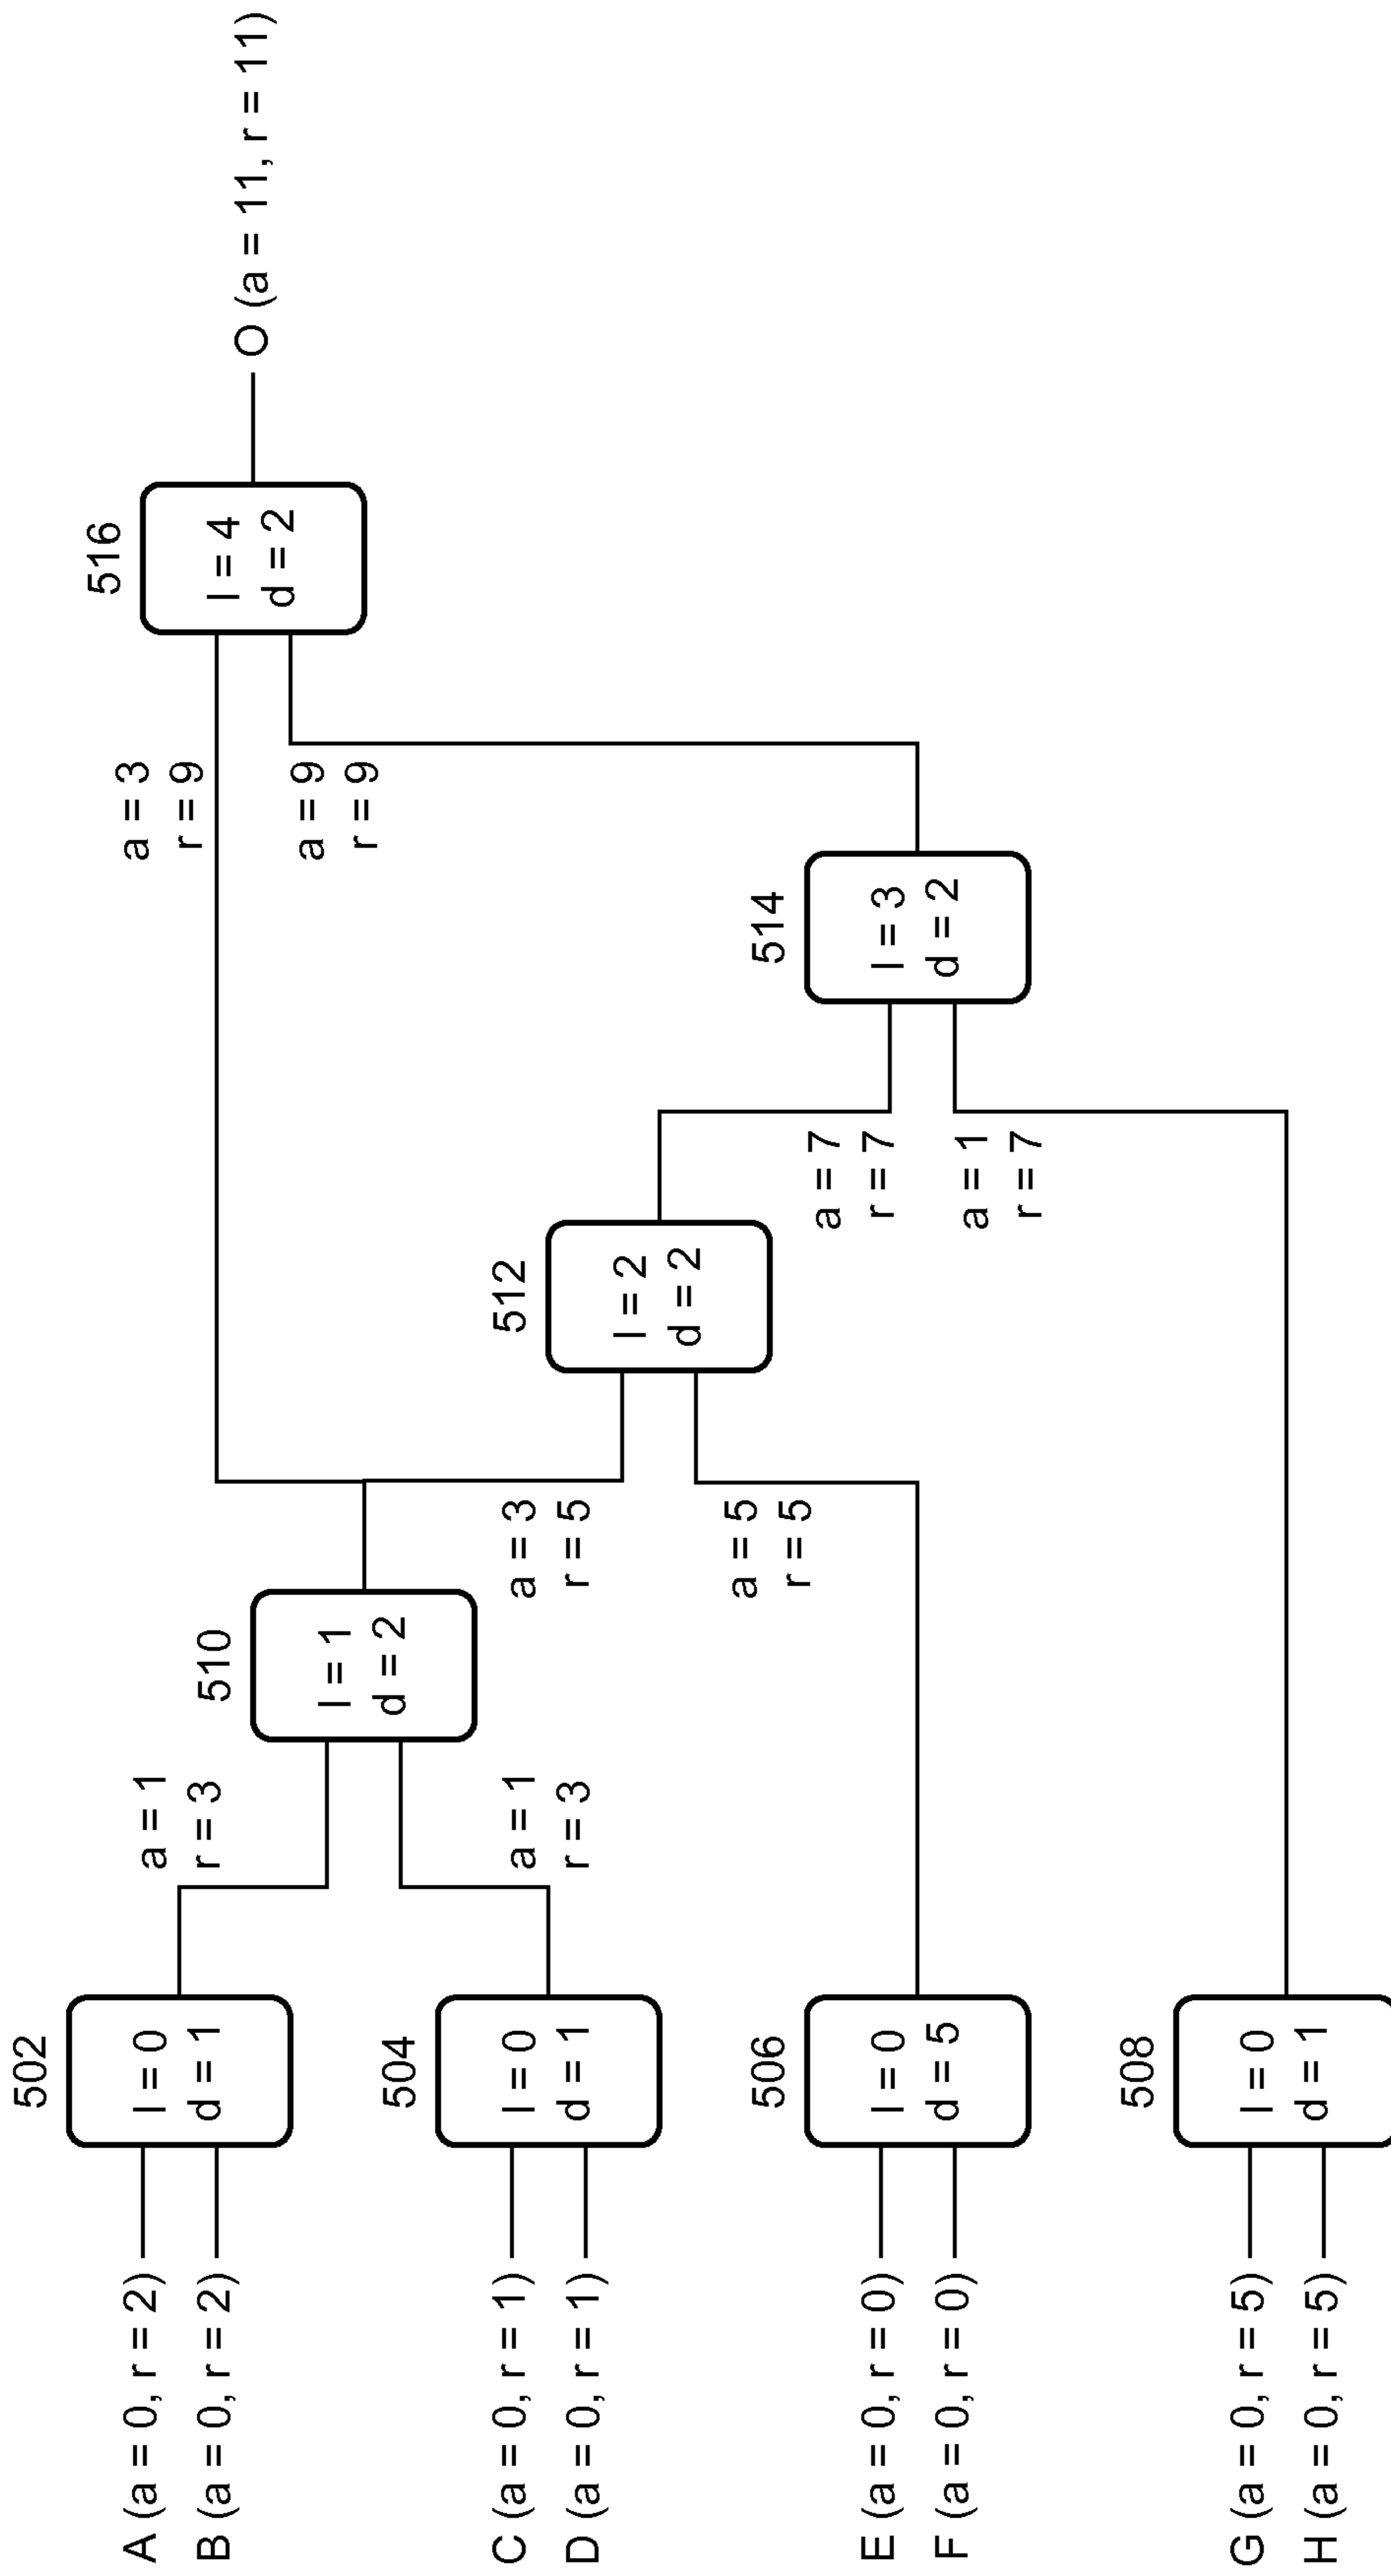 A (a = 0, r = 2)
B (a = 0, r = 2)
C (a = 0, r = 1)
D (a = 0, r = 1)
E (a = 0, r = 0)
F (a = 0, r = 0)
G (a = 0, r = 5)
H (a = 0, r = 5)
502
l = 0
d = 1
504
l = 0
d = 1
506
l = 0
d = 5
508
l = 0
d = 1
a = 1
r = 3
a = 1
r = 3
510
l = 1
d = 2
a = 3
r = 5
a = 5
r = 5
512
l = 2
d = 2
a = 7
r = 7
a = 1
r = 7
514
l = 3
d = 2
a = 3
r = 9
a = 9
r = 9
516
l = 4
d = 2
O (a = 11, r = 11)